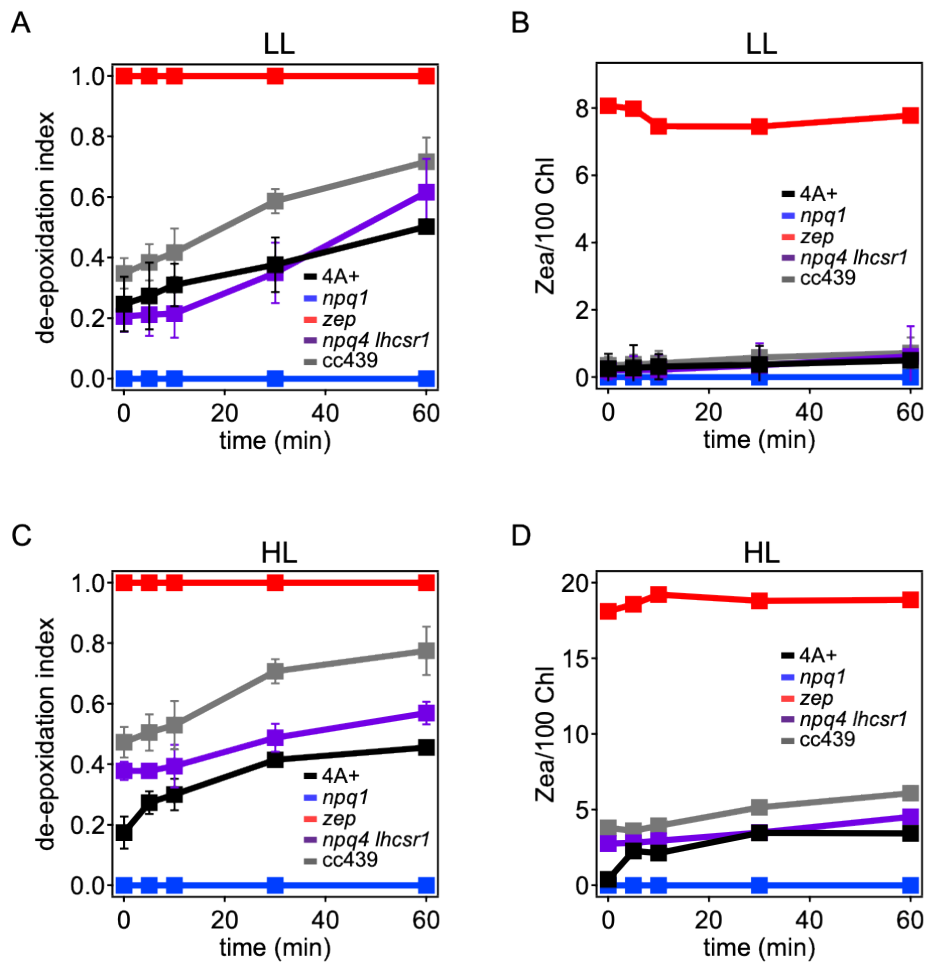 A
LL
de-epoxidation index
1.0
0.8
0.6
0.4
0.2
0.0
4A+
npq1
zep
npq4 lhcsr1
cc439
0
20
40
60
time (min)
B
LL
Zea/100 Chl
8
6
4
2
0
4A+
npq1
zep
npq4 lhcsr1
cc439
0
20
40
60
time (min)
C
HL
de-epoxidation index
1.0
0.8
0.6
0.4
0.2
0.0
4A+
npq1
zep
npq4 lhcsr1
cc439
0
20
40
60
time (min)
D
HL
Zea/100 Chl
20
15
10
5
0
4A+
npq1
zep
npq4 lhcsr1
cc439
0
20
40
60
time (min)